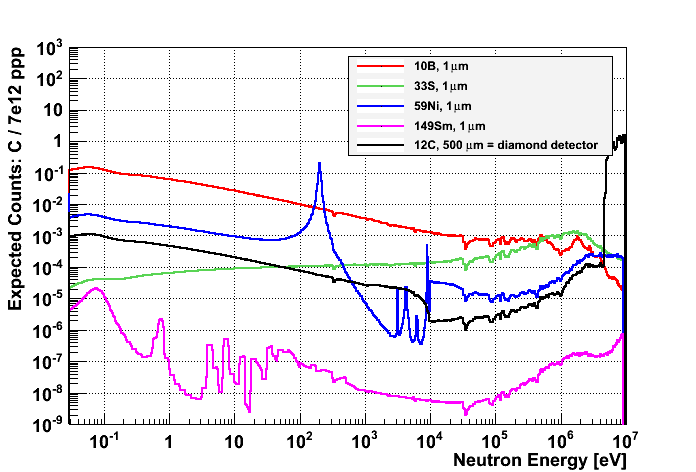 Expected Counts: C / 7e12 ppp
10³
10²
10
1
10⁻¹
10⁻²
10⁻³
10⁻⁴
10⁻⁵
10⁻⁶
10⁻⁷
10⁻⁸
10⁻⁹
10B, 1 μm
33S, 1 μm
59Ni, 1 μm
149Sm, 1 μm
12C, 500 μm = diamond detector
10⁻¹ 1 10 10² 10³ 10⁴ 10⁵ 10⁶ 10⁷
Neutron Energy [eV]